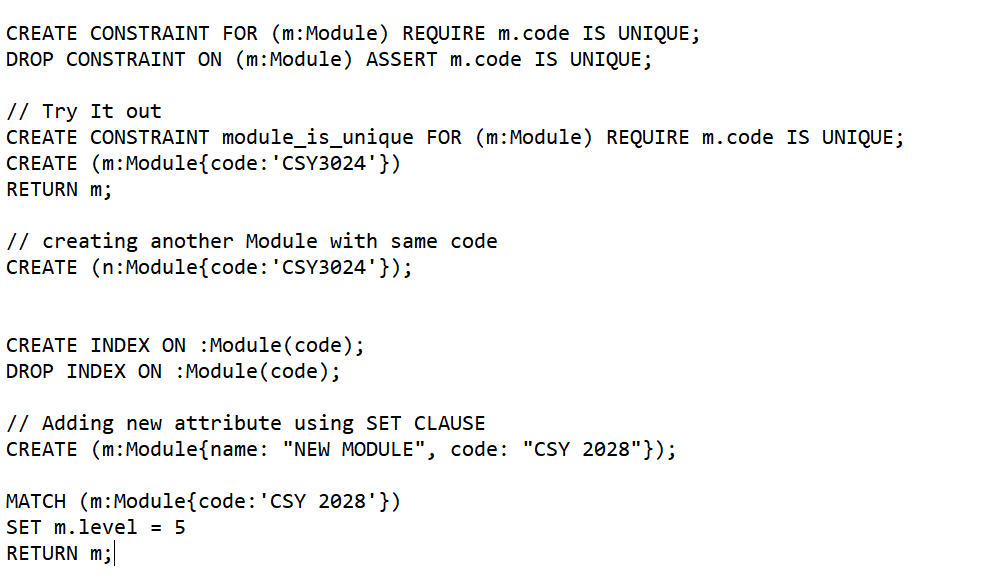 CREATE CONSTRAINT FOR (m:Module) REQUIRE m.code IS UNIQUE;
DROP CONSTRAINT ON (m:Module) ASSERT m.code IS UNIQUE;
// Try It out
CREATE CONSTRAINT module_is_unique FOR (m:Module) REQUIRE m.code IS UNIQUE;
CREATE (m:Module{code:'CSY3024'})
RETURN m;
// creating another Module with same code
CREATE (n:Module{code:'CSY3024'});
CREATE INDEX ON :Module(code);
DROP INDEX ON :Module(code);
// Adding new attribute using SET CLAUSE
CREATE (m:Module{name: "NEW MODULE", code: "CSY 2028"});
MATCH (m:Module{code:'CSY 2028'})
SET m.level = 5
RETURN m;